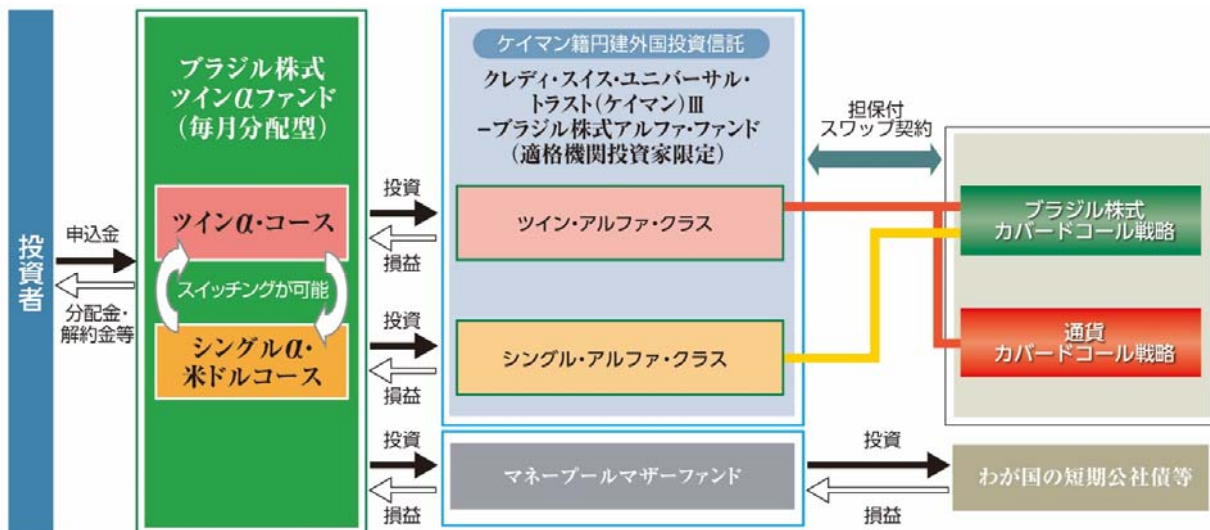 投資者
申込金
分配金・
解約金等
ブラジル株式
ツインαファンド
（毎月分配型）
ツインα・コース
スイッチングが可能
シングルα・
米ドルコース
投資
損益
投資
損益
投資
損益
ケイマン籍円建外国投資信託
クレディ・スイス・ユニバーサル・
トラスト（ケイマン）Ⅲ
－ブラジル株式アルファ・ファンド
（適格機関投資家限定）
ツイン・アルファ・クラス
シングル・アルファ・クラス
マネープールマザーファンド
担保付
スワップ契約
ブラジル株式
カバードコール戦略
通貨
カバードコール戦略
投資
損益
わが国の短期公社債等